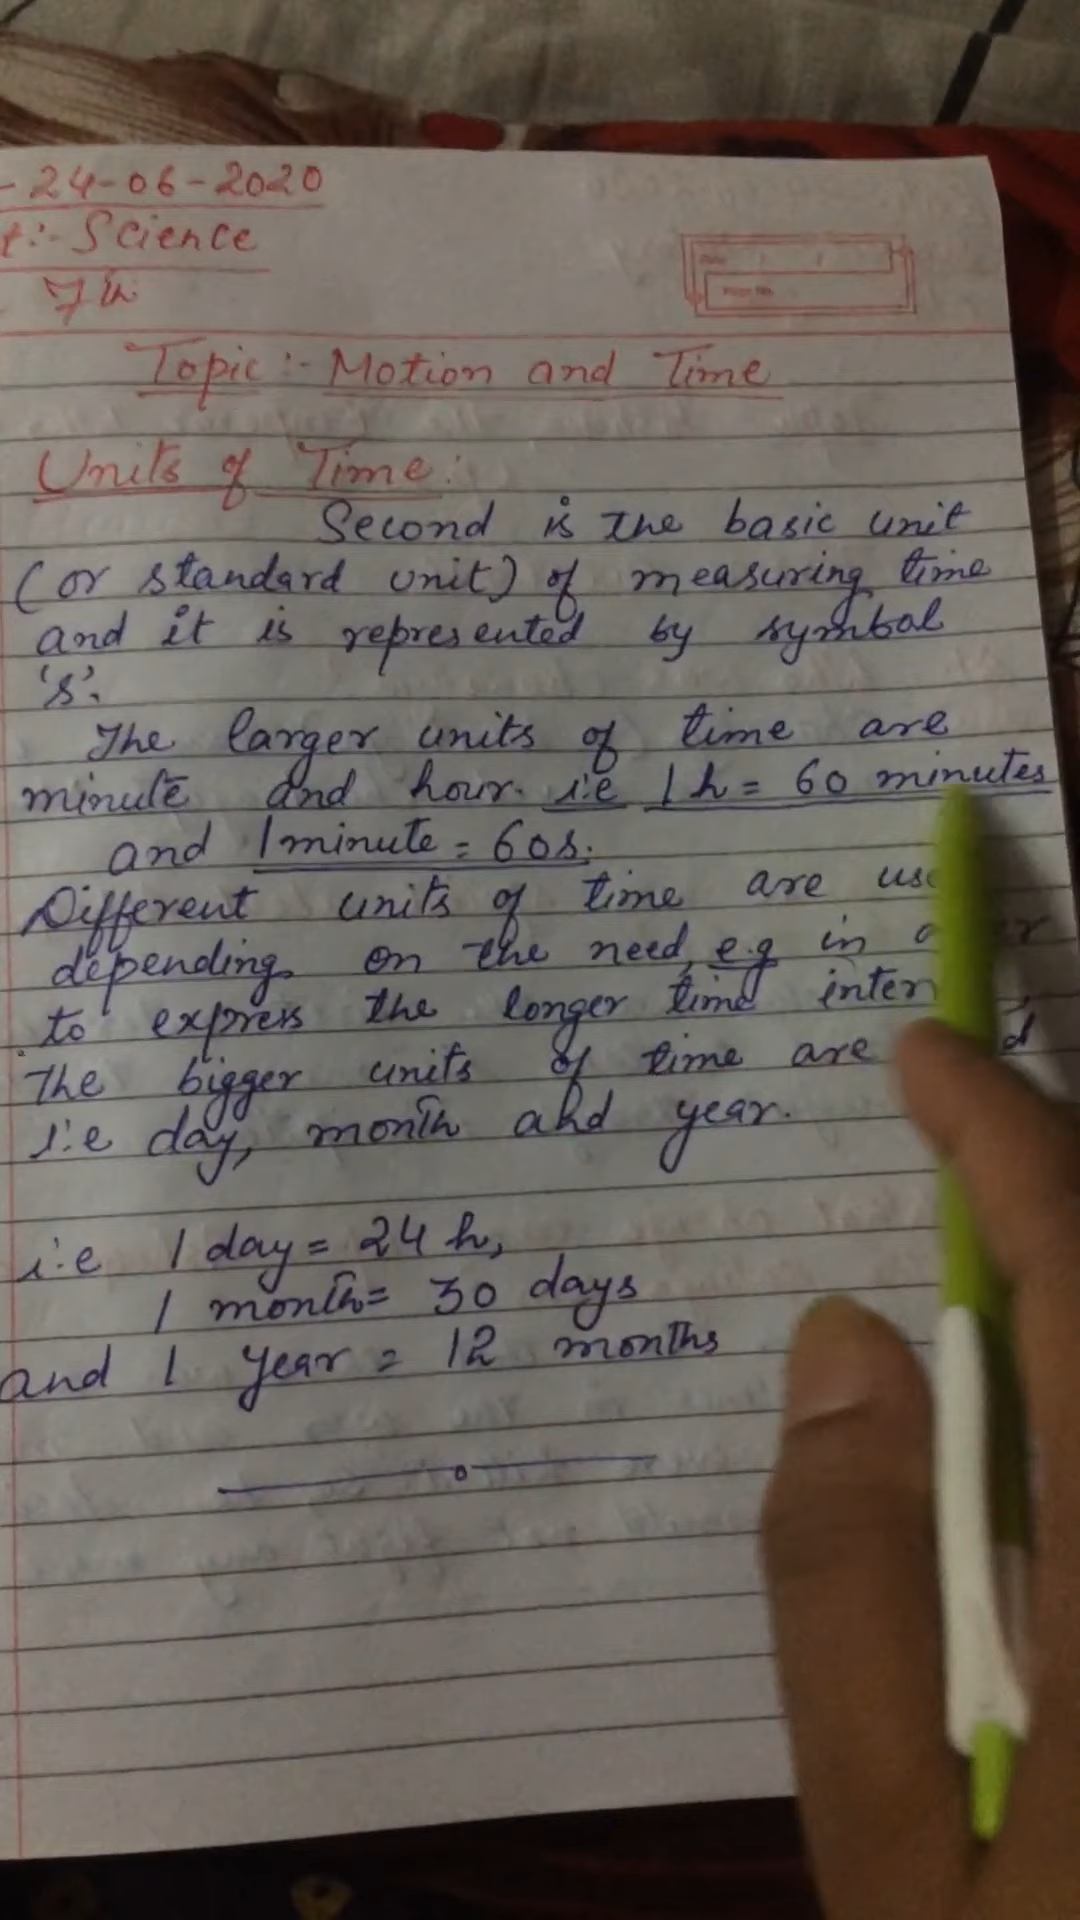 - 24-06-2020
t:- Science
7th
Topic:- Motion and Time
Units of Time:
Second is the basic unit
(or standard unit) of measuring time
and it is represented by symbol
's'.
The larger units of time are
minute and hour. i.e 1h = 60 minutes
and 1 minute = 60s.
Different units of time are
depending on the need, e.g in
to express the longer time
the bigger units of time are
i.e day, month and year.
i.e 1 day = 24 h,
1 month = 30 days
and 1 year = 12 months